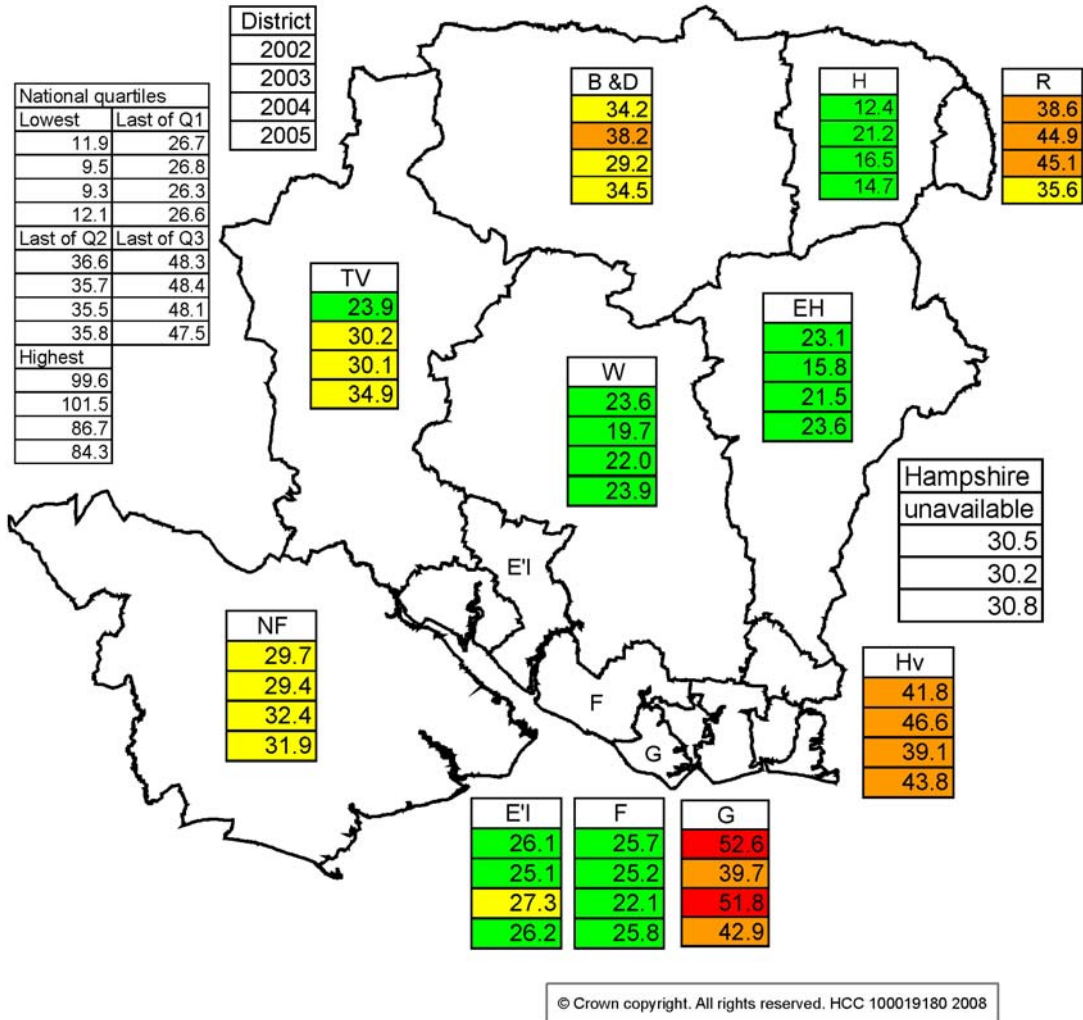 District
2002
2003
2004
2005
National quartiles
Lowest Last of Q1
11.9 26.7
9.5 26.8
9.3 26.3
12.1 26.6
Last of Q2 Last of Q3
36.6 48.3
35.7 48.4
35.5 48.1
35.8 47.5
Highest
99.6
101.5
86.7
84.3
B &D
34.2
38.2
29.2
34.5
H
12.4
21.2
16.5
14.7
R
38.6
44.9
45.1
35.6
TV
23.9
30.2
30.1
34.9
W
23.6
19.7
22.0
23.9
EH
23.1
15.8
21.5
23.6
Hampshire
unavailable
30.5
30.2
30.8
E'l
NF
29.7
29.4
32.4
31.9
F
G
Hv
41.8
46.6
39.1
43.8
E'l
26.1
25.1
27.3
26.2
F
25.7
25.2
22.1
25.8
G
52.6
39.7
51.8
42.9
© Crown copyright. All rights reserved. HCC 100019180 2008